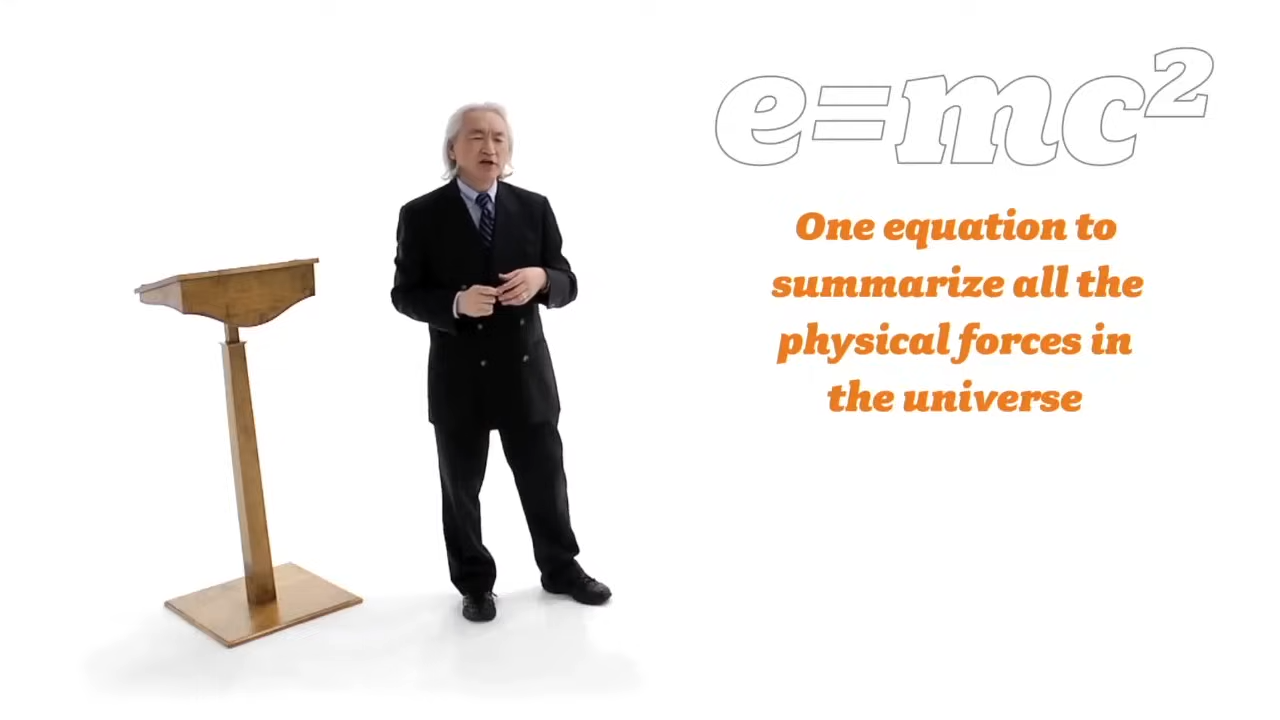 e=mc²
One equation to
summarize all the
physical forces in
the universe